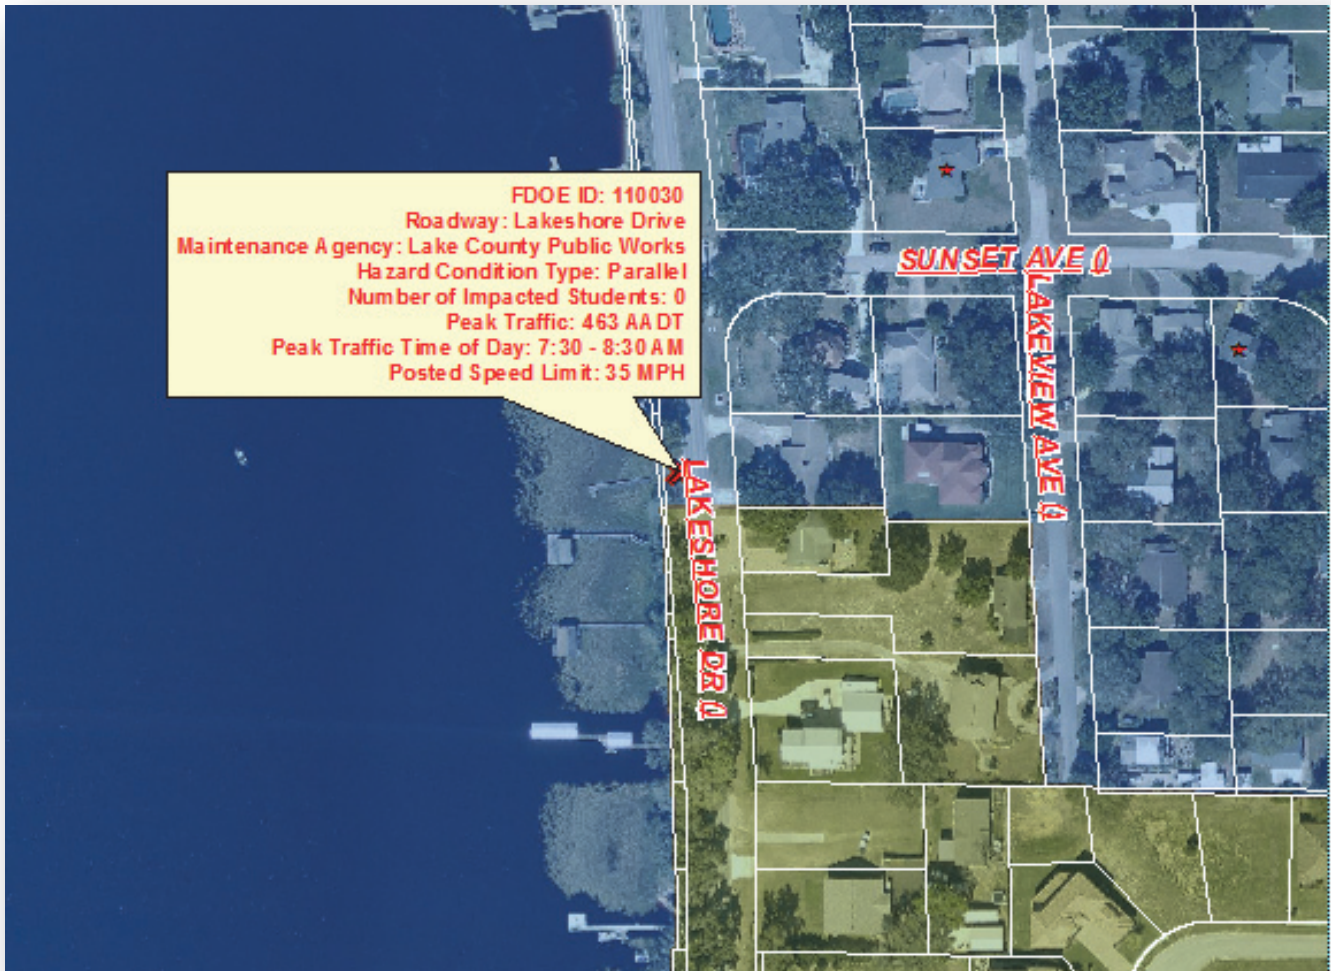 FDOE ID: 110030
Roadway: Lakeshore Drive
Maintenance Agency: Lake County Public Works
Hazard Condition Type: Parallel
Number of Impacted Students: 0
Peak Traffic: 463 AADT
Peak Traffic Time of Day: 7:30 - 8:30 AM
Posted Speed Limit: 35 MPH
SUNSET AVE ()
LAKEVIEW AVE ()
LAKESHORE DR ()